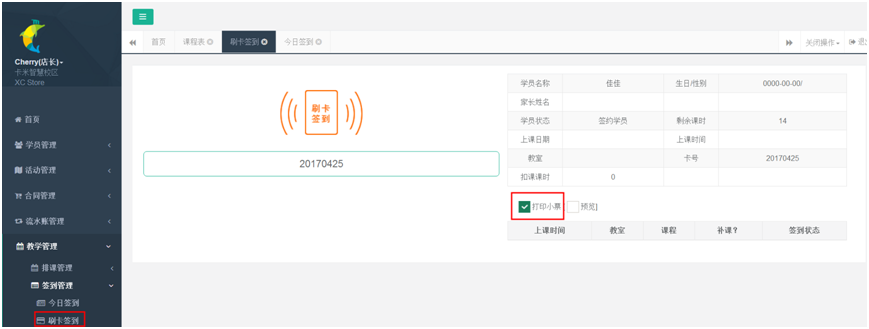 Cherry(店长)
卡米智慧校区
XC Store
首页
学员管理
活动管理
合同管理
流水账管理
教学管理
排课管理
签到管理
今日签到
刷卡签到
首页 课程表 刷卡签到 今日签到 关闭操作
刷卡
签到
20170425
学员名称 佳佳 生日/性别 0000-00-00/
家长姓名
学员状态 签约学员 剩余课时 14
上课日期 上课时间
教室 卡号 20170425
扣课课时 0
打印小票 预览]
上课时间 教室 课程 补课? 签到状态